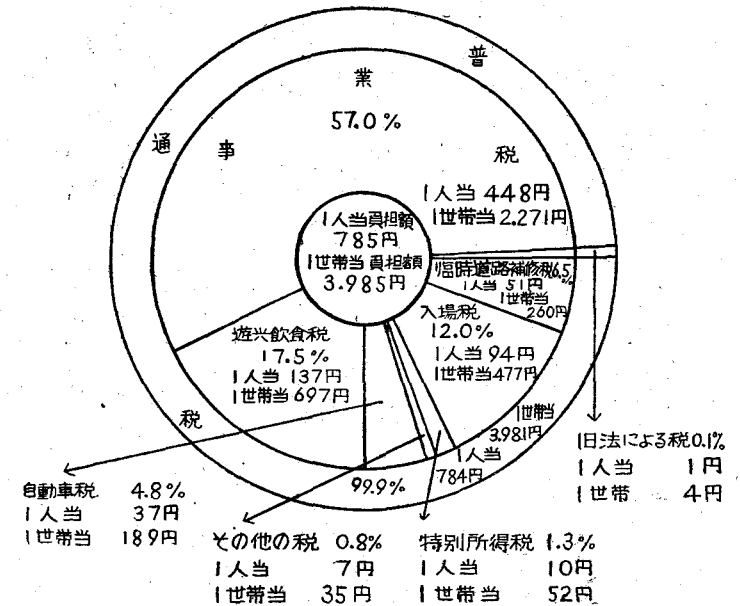 普通税
99.9%
1人当
784円
1世帯当
3.981円
1人当負担額
785円
1世帯当負担額
3.985円
事業税
57.0%
1人当 448円
1世帯当 2.271円
臨時道路補修税6.5%
1人当 51円
1世帯当
260円
入場税
12.0%
1人当 94円
1世帯当 477円
遊興飲食税
17.5%
1人当 137円
1世帯当 697円
自動車税 4.8%
1人当 37円
1世帯当 189円
その他の税 0.8%
1人当 7円
1世帯当 35円
特別所得税 1.3%
1人当 10円
1世帯当 52円
旧法による税 0.1%
1人当 1円
1世帯 4円